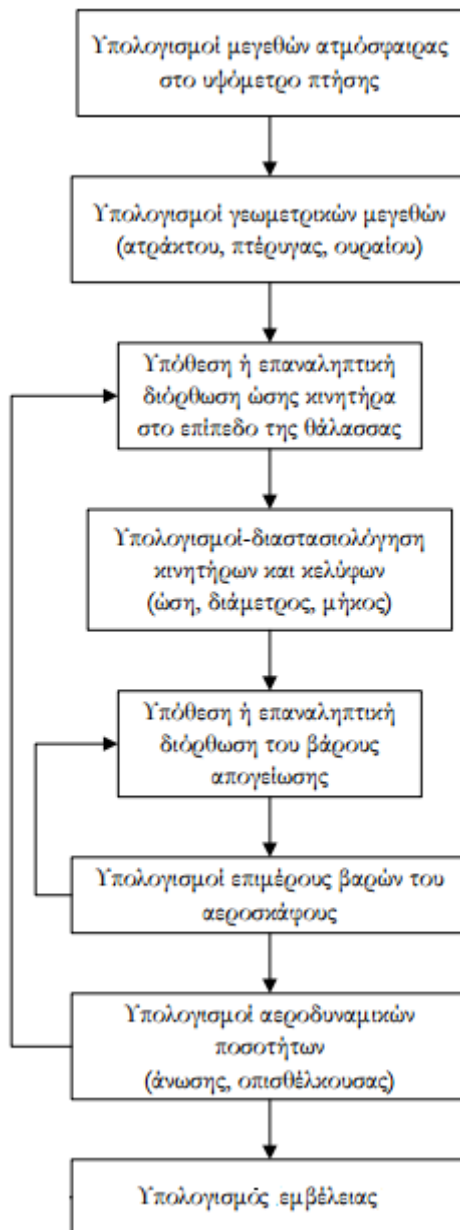 Υπολογισμοί μεγεθών ατμόσφαιρας
στο υψόμετρο πτήσης
Υπολογισμοί γεωμετρικών μεγεθών
(ατράκτου, πτέρυγας, ουραίου)
Υπόθεση ή επαναληπτική
διόρθωση ώσης κινητήρα
στο επίπεδο της θάλασσας
Υπολογισμοί-διαστασιολόγηση
κινητήρων και κελύφων
(ώση, διάμετρος, μήκος)
Υπόθεση ή επαναληπτική
διόρθωση του βάρους
απογείωσης
Υπολογισμοί επιμέρους βαρών του
αεροσκάφους
Υπολογισμοί αεροδυναμικών
ποσοτήτων
(άνωσης, οπισθέλκουσας)
Υπολογισμός εμβέλειας